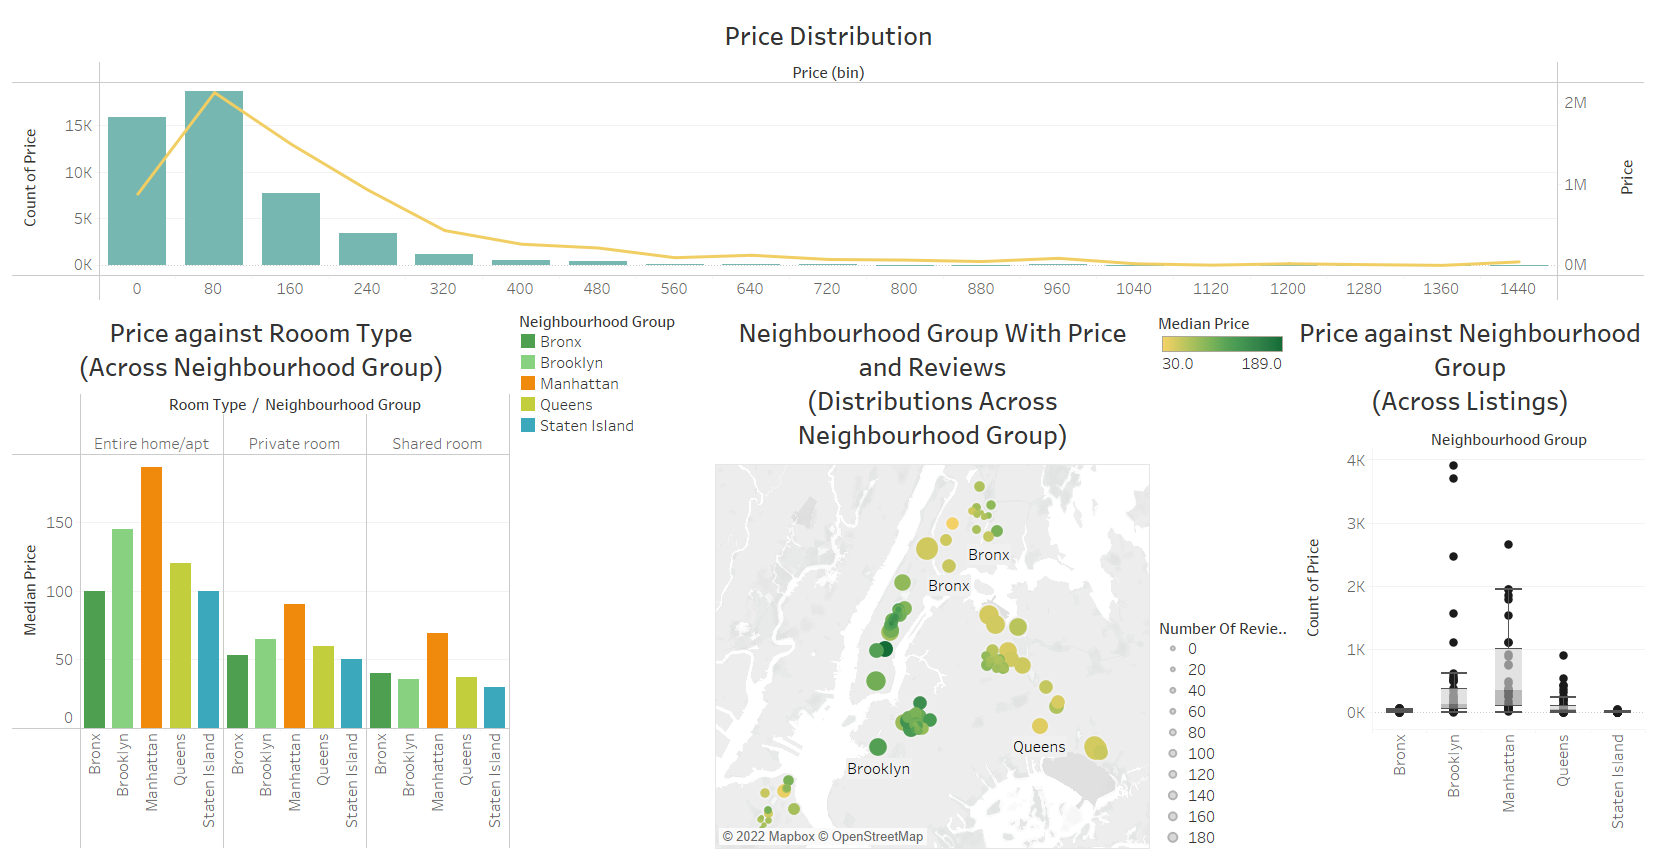 Price Distribution
Price (bin)
Count of Price
15K
10K
5K
0K
2M
1M
0M
Price
0 80 160 240 320 400 480 560 640 720 800 880 960 1040 1120 1200 1280 1360 1440
Price against Rooom Type
(Across Neighbourhood Group)
Room Type / Neighbourhood Group
Entire home/apt Private room Shared room
Median Price
150
100
50
0
Bronx Brooklyn Manhattan Queens Staten Island Bronx Brooklyn Manhattan Queens Staten Island Bronx Brooklyn Manhattan Queens Staten Island
Neighbourhood Group
Bronx
Brooklyn
Manhattan
Queens
Staten Island
Neighbourhood Group With Price
and Reviews
(Distributions Across
Neighbourhood Group)
Bronx
Bronx
Queens
Brooklyn
© 2022 Mapbox © OpenStreetMap
Median Price
30.0 189.0
Number Of Revie..
0
20
40
60
80
100
120
140
160
180
Price against Neighbourhood
Group
(Across Listings)
Neighbourhood Group
Count of Price
4K
3K
2K
1K
0K
Bronx Brooklyn Manhattan Queens Staten Island